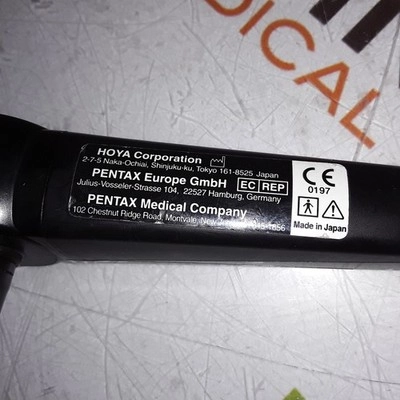 HOYA Corporation
2-7-5 Naka-Ochiai, Shinjuku-ku, Tokyo 161-8525 Japan
PENTAX Europe GmbH EC REP
Julius-Vosseler-Strasse 104, 22527 Hamburg, Germany
PENTAX Medical Company
102 Chestnut Ridge Road, Montvale, New
CE
0197
Made in Japan
DICAL